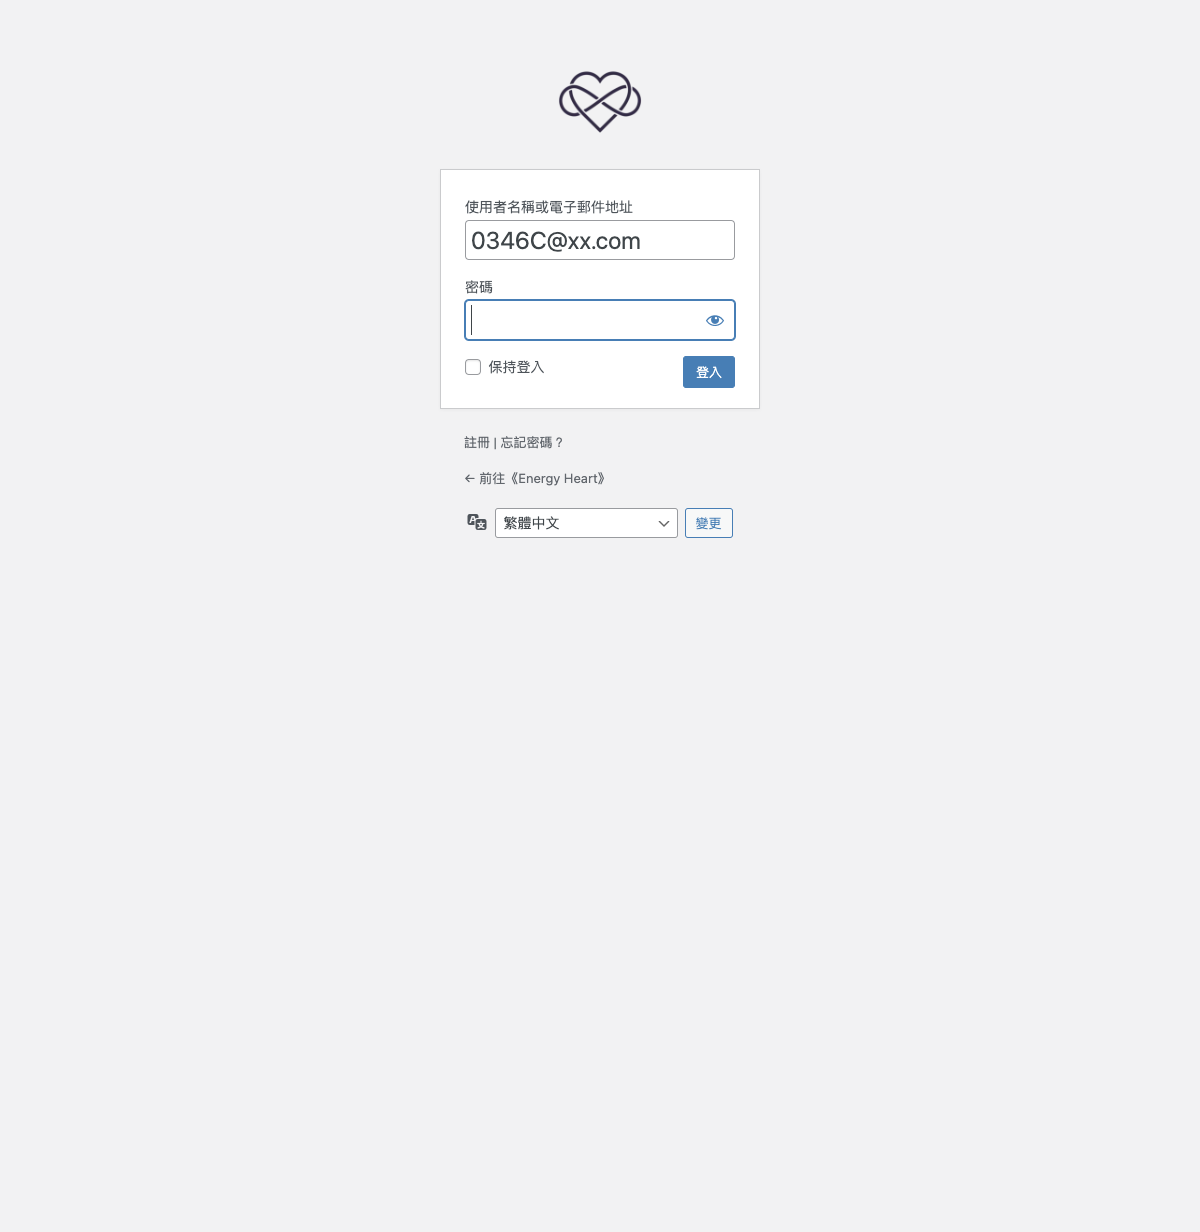 使用者名稱或電子郵件地址
0346C@xx.com
密碼
保持登入
登入
註冊 | 忘記密碼？
← 前往《Energy Heart》
繁體中文
變更